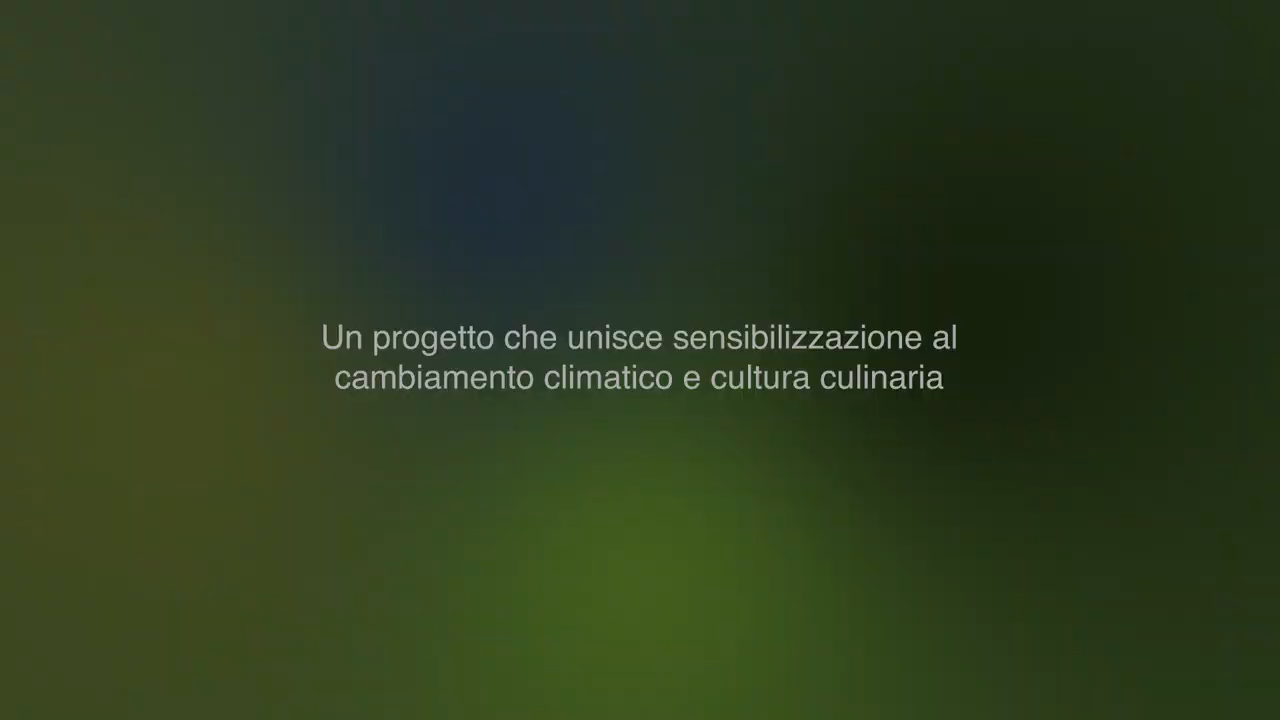 Un progetto che unisce sensibilizzazione al
cambiamento climatico e cultura culinaria